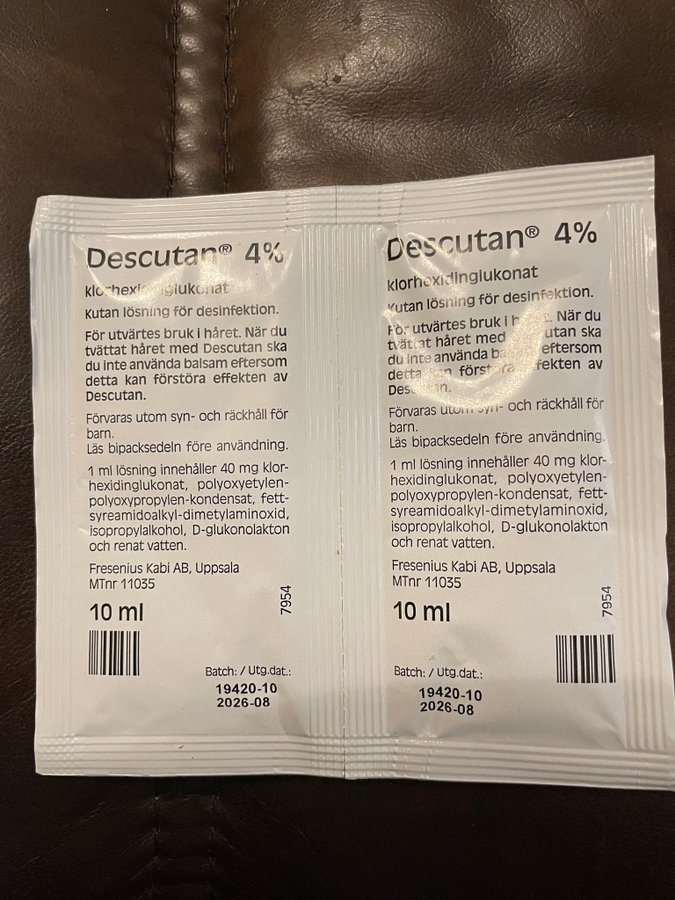 Descutan® 4%
klorhexidinglukonat
Kutan lösning för desinfektion.
För utvärtes bruk i håret. När du
tvättat håret med Descutan ska
du inte använda balsam eftersom
detta kan förstöra effekten av
Descutan.
Förvaras utom syn- och räckhåll för
barn.
Läs bipacksedeln före användning.
1 ml lösning innehåller 40 mg klor-
hexidinglukonat, polyoxyetylen-
polyoxypropylen-kondensat, fett-
syreamidoalkyl-dimetylaminoxid,
isopropylalkohol, D-glukonolakton
och renat vatten.
Fresenius Kabi AB, Uppsala
MTnr 11035
10 ml
7954
Batch: / Utg.dat.:
19420-10
2026-08
Descutan® 4%
klorhexidinglukonat
Kutan lösning för desinfektion.
För utvärtes bruk i håret. När du
tvättat håret med Descutan ska
du inte använda balsam eftersom
detta kan förstöra effekten av
Descutan.
Förvaras utom syn- och räckhåll för
barn.
Läs bipacksedeln före användning.
1 ml lösning innehåller 40 mg klor-
hexidinglukonat, polyoxyetylen-
polyoxypropylen-kondensat, fett-
syreamidoalkyl-dimetylaminoxid,
isopropylalkohol, D-glukonolakton
och renat vatten.
Fresenius Kabi AB, Uppsala
MTnr 11035
10 ml
7954
Batch: / Utg.dat.:
19420-10
2026-08